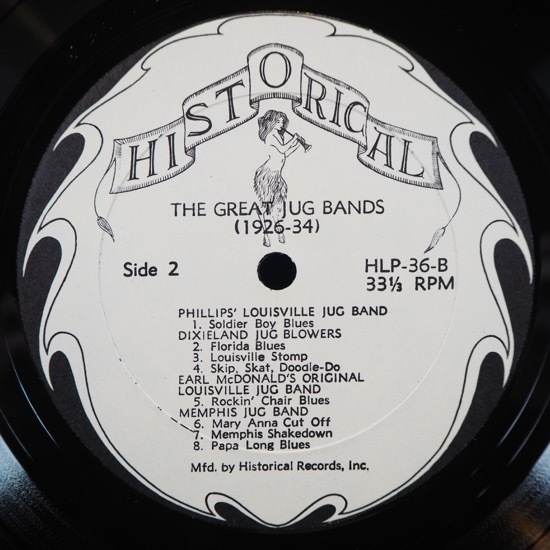 HISTORICAL
THE GREAT JUG BANDS
(1926-34)
Side 2
HLP-36-B
33⅓ RPM
PHILLIPS' LOUISVILLE JUG BAND
1. Soldier Boy Blues
DIXIELAND JUG BLOWERS
2. Florida Blues
3. Louisville Stomp
4. Skip, Skat, Doodle-Do
EARL McDONALD'S ORIGINAL
LOUISVILLE JUG BAND
5. Rockin' Chair Blues
MEMPHIS JUG BAND
6. Mary Anna Cut Off
7. Memphis Shakedown
8. Papa Long Blues
Mfd. by Historical Records, Inc.